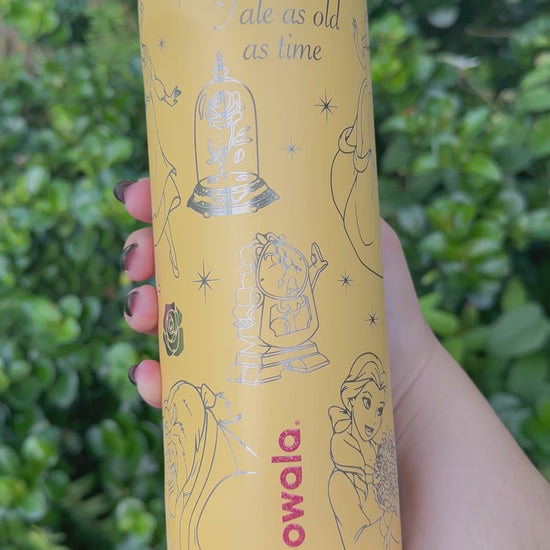 Tale as old
as time
owala